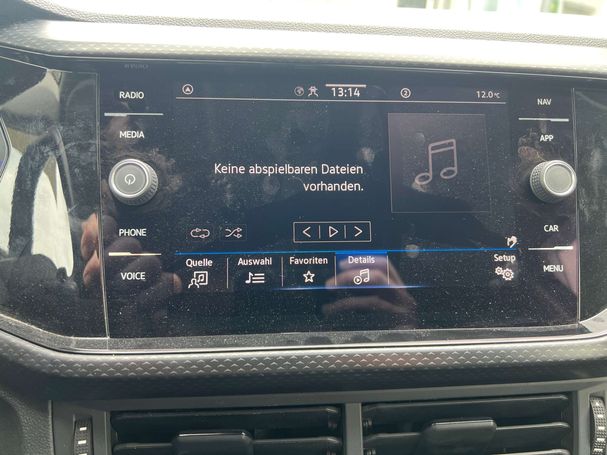 RADIO
MEDIA
PHONE
VOICE
13:14
2
12.0°C
Keine abspielbaren Dateien
vorhanden.
Quelle
Auswahl
Favoriten
Details
Setup
NAV
APP
CAR
MENU